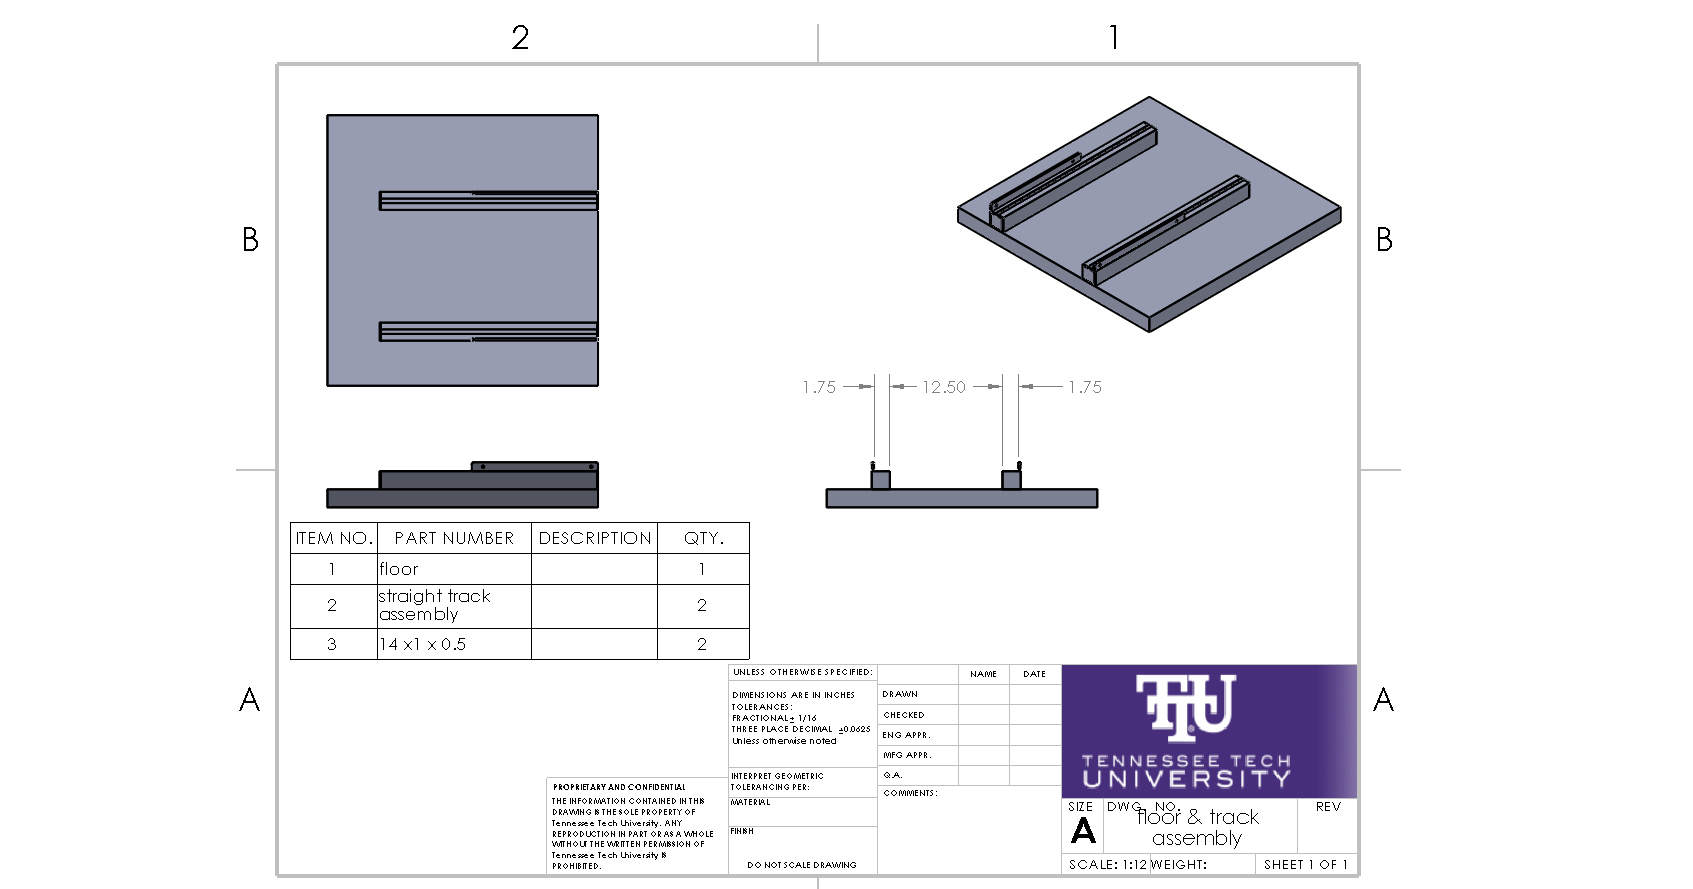 2 1
B B
1.75 12.50 1.75
ITEM NO. PART NUMBER DESCRIPTION QTY.
1 floor 1
2 straight track assembly 2
3 14 x1 x 0.5 2
A A
UNLESS OTHERWISE SPECIFIED:
DIMENSIONS ARE IN INCHES
TOLERANCES:
FRACTIONAL± 1/16
THREE PLACE DECIMAL ±0.0625
Unless otherwise noted
INTERPRET GEOMETRIC
TOLERANCING PER:
MATERIAL
FINISH
DO NOT SCALE DRAWING
NAME DATE
DRAWN
CHECKED
ENG APPR.
MFG APPR.
Q.A.
COMMENTS:
PROPRIETARY AND CONFIDENTIAL
THE INFORMATION CONTAINED IN THIS
DRAWING IS THE SOLE PROPERTY OF
Tennessee Tech University. ANY
REPRODUCTION IN PART OR AS A WHOLE
WITHOUT THE WRITTEN PERMISSION OF
Tennessee Tech University IS
PROHIBITED.
TTU
TENNESSEE TECH
UNIVERSITY
SIZE DWG. NO. REV
A floor & track
assembly
SCALE: 1:12 WEIGHT: SHEET 1 OF 1